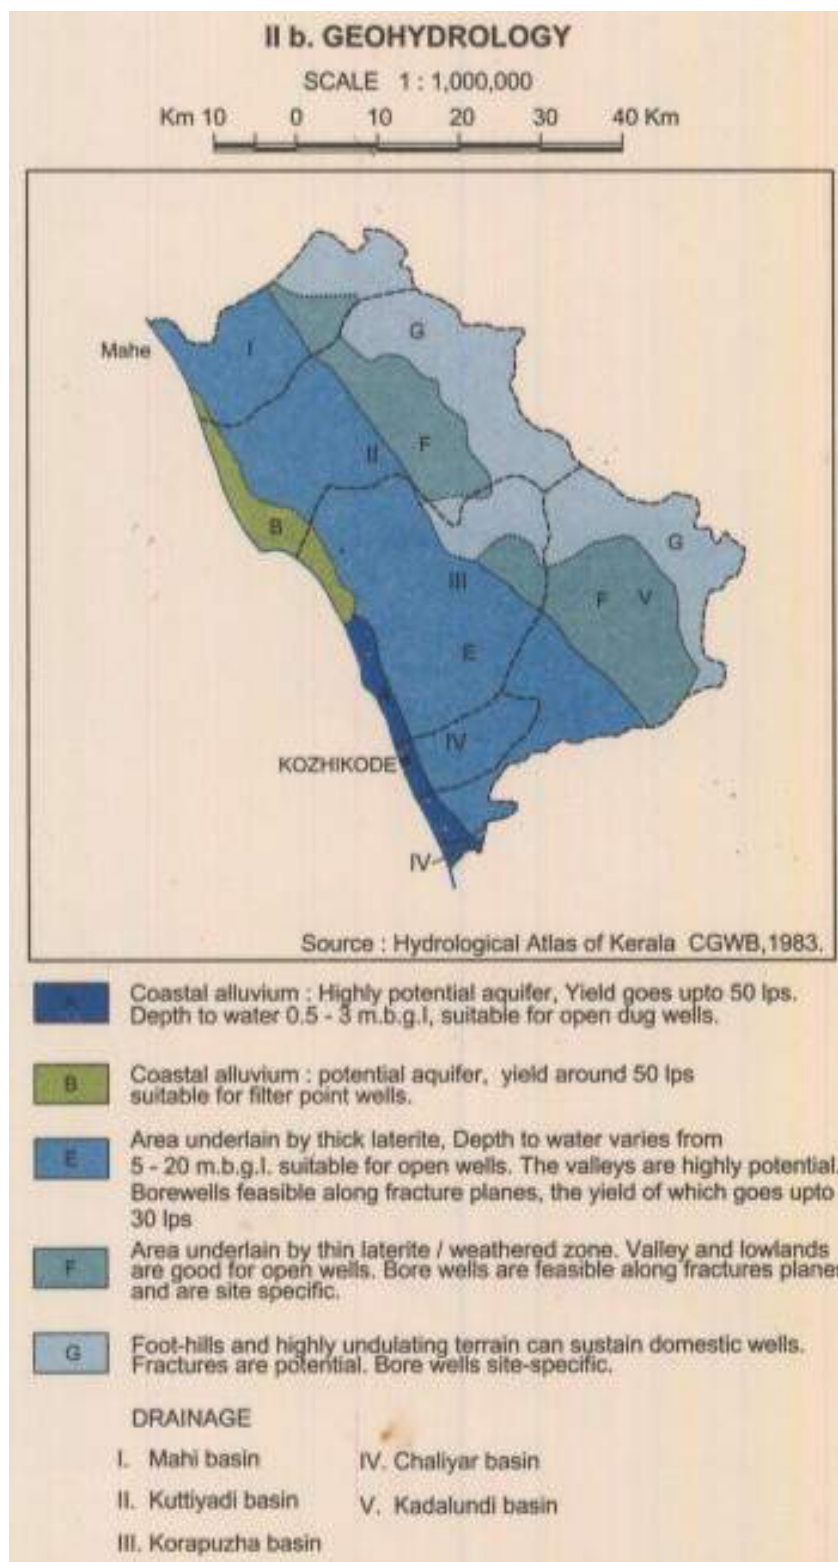 II b. GEOHYDROLOGY
SCALE 1 : 1,000,000
Km 10 0 10 20 30 40 Km
G
Mahe
I
II
F
B
G
III
F V
E
IV
KOZHIKODE
IV
Source : Hydrological Atlas of Kerala CGWB,1983.
A Coastal alluvium : Highly potential aquifer, Yield goes upto 50 lps.
Depth to water 0.5 - 3 m.b.g.l, suitable for open dug wells.
B Coastal alluvium : potential aquifer, yield around 50 lps
suitable for filter point wells.
E Area underlain by thick laterite, Depth to water varies from
5 - 20 m.b.g.l. suitable for open wells. The valleys are highly potential.
Borewells feasible along fracture planes, the yield of which goes upto
30 lps
F Area underlain by thin laterite / weathered zone. Valley and lowlands
are good for open wells. Bore wells are feasible along fractures planes
and are site specific.
G Foot-hills and highly undulating terrain can sustain domestic wells.
Fractures are potential. Bore wells site-specific.
DRAINAGE
I. Mahi basin IV. Chaliyar basin
II. Kuttiyadi basin V. Kadalundi basin
III. Korapuzha basin